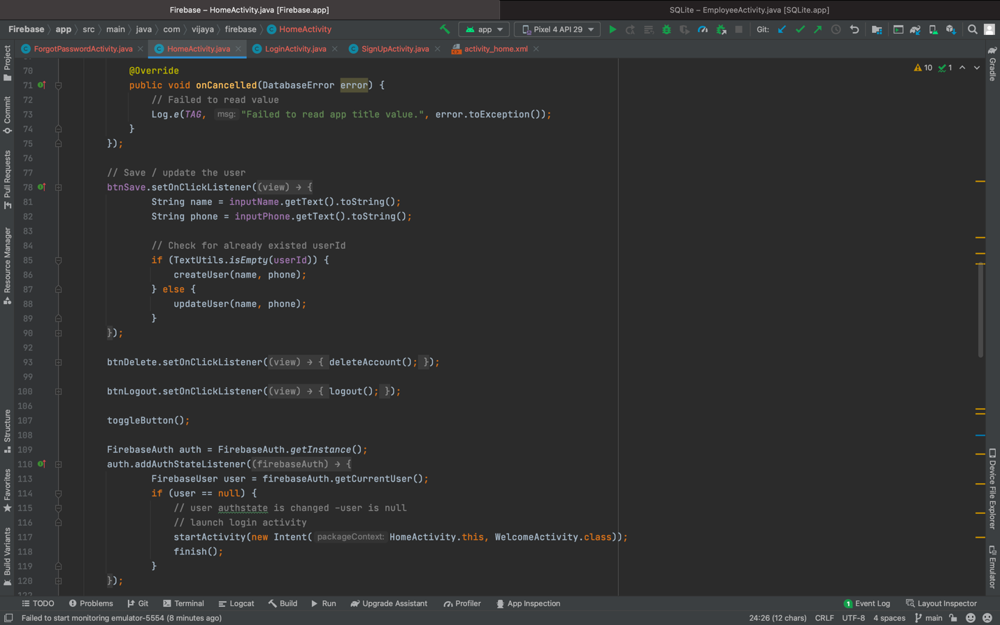 Firebase – HomeActivity.java [Firebase.app]
SQLite – EmployeeActivity.java [SQLite.app]
Firebase
app
src
main
java
com
vijaya
firebase
HomeActivity
app
Pixel 4 API 29
Git:
ForgotPasswordActivity.java
HomeActivity.java
LoginActivity.java
SignUpActivity.java
activity_home.xml
Project
Commit
Pull Requests
Resource Manager
Structure
Favorites
Build Variants
Gradle
Device File Explorer
Emulator
10
1
70 @Override
71 public void onCancelled(DatabaseError error) {
72 // Failed to read value
73 Log.e(TAG, msg: "Failed to read app title value.", error.toException());
74 }
75 });
76
77 // Save / update the user
78 btnSave.setOnClickListener((view) → {
81 String name = inputName.getText().toString();
82 String phone = inputPhone.getText().toString();
83
84 // Check for already existed userId
85 if (TextUtils.isEmpty(userId)) {
86 createUser(name, phone);
87 } else {
88 updateUser(name, phone);
89 }
90 });
92
93 btnDelete.setOnClickListener((view) → { deleteAccount(); });
99
100 btnLogout.setOnClickListener((view) → { logout(); });
106
107 toggleButton();
108
109 FirebaseAuth auth = FirebaseAuth.getInstance();
110 auth.addAuthStateListener((firebaseAuth) → {
113 FirebaseUser user = firebaseAuth.getCurrentUser();
114 if (user == null) {
115 // user authstate is changed -user is null
116 // launch login activity
117 startActivity(new Intent( packageContext: HomeActivity.this, WelcomeActivity.class));
118 finish();
119 }
120 });
TODO
Problems
Git
Terminal
Logcat
Build
Run
Upgrade Assistant
Profiler
App Inspection
1 Event Log
Layout Inspector
Failed to start monitoring emulator-5554 (8 minutes ago)
24:26 (12 chars)
CRLF
UTF-8
4 spaces
main